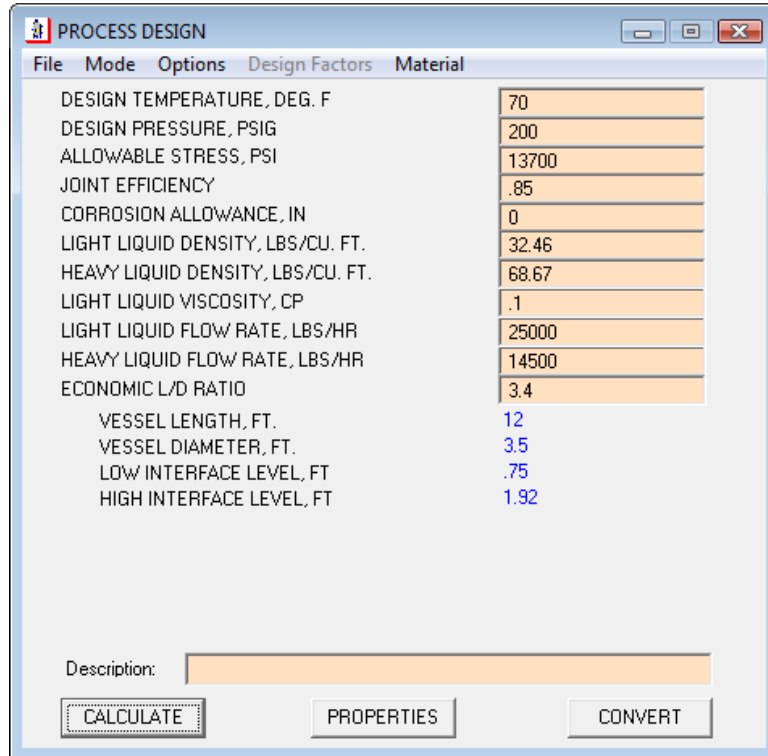 PROCESS DESIGN
File Mode Options Design Factors Material
DESIGN TEMPERATURE, DEG. F 70
DESIGN PRESSURE, PSIG 200
ALLOWABLE STRESS, PSI 13700
JOINT EFFICIENCY .85
CORROSION ALLOWANCE, IN 0
LIGHT LIQUID DENSITY, LBS/CU. FT. 32.46
HEAVY LIQUID DENSITY, LBS/CU. FT. 68.67
LIGHT LIQUID VISCOSITY, CP .1
LIGHT LIQUID FLOW RATE, LBS/HR 25000
HEAVY LIQUID FLOW RATE, LBS/HR 14500
ECONOMIC L/D RATIO 3.4
VESSEL LENGTH, FT. 12
VESSEL DIAMETER, FT. 3.5
LOW INTERFACE LEVEL, FT .75
HIGH INTERFACE LEVEL, FT 1.92
Description:
CALCULATE PROPERTIES CONVERT